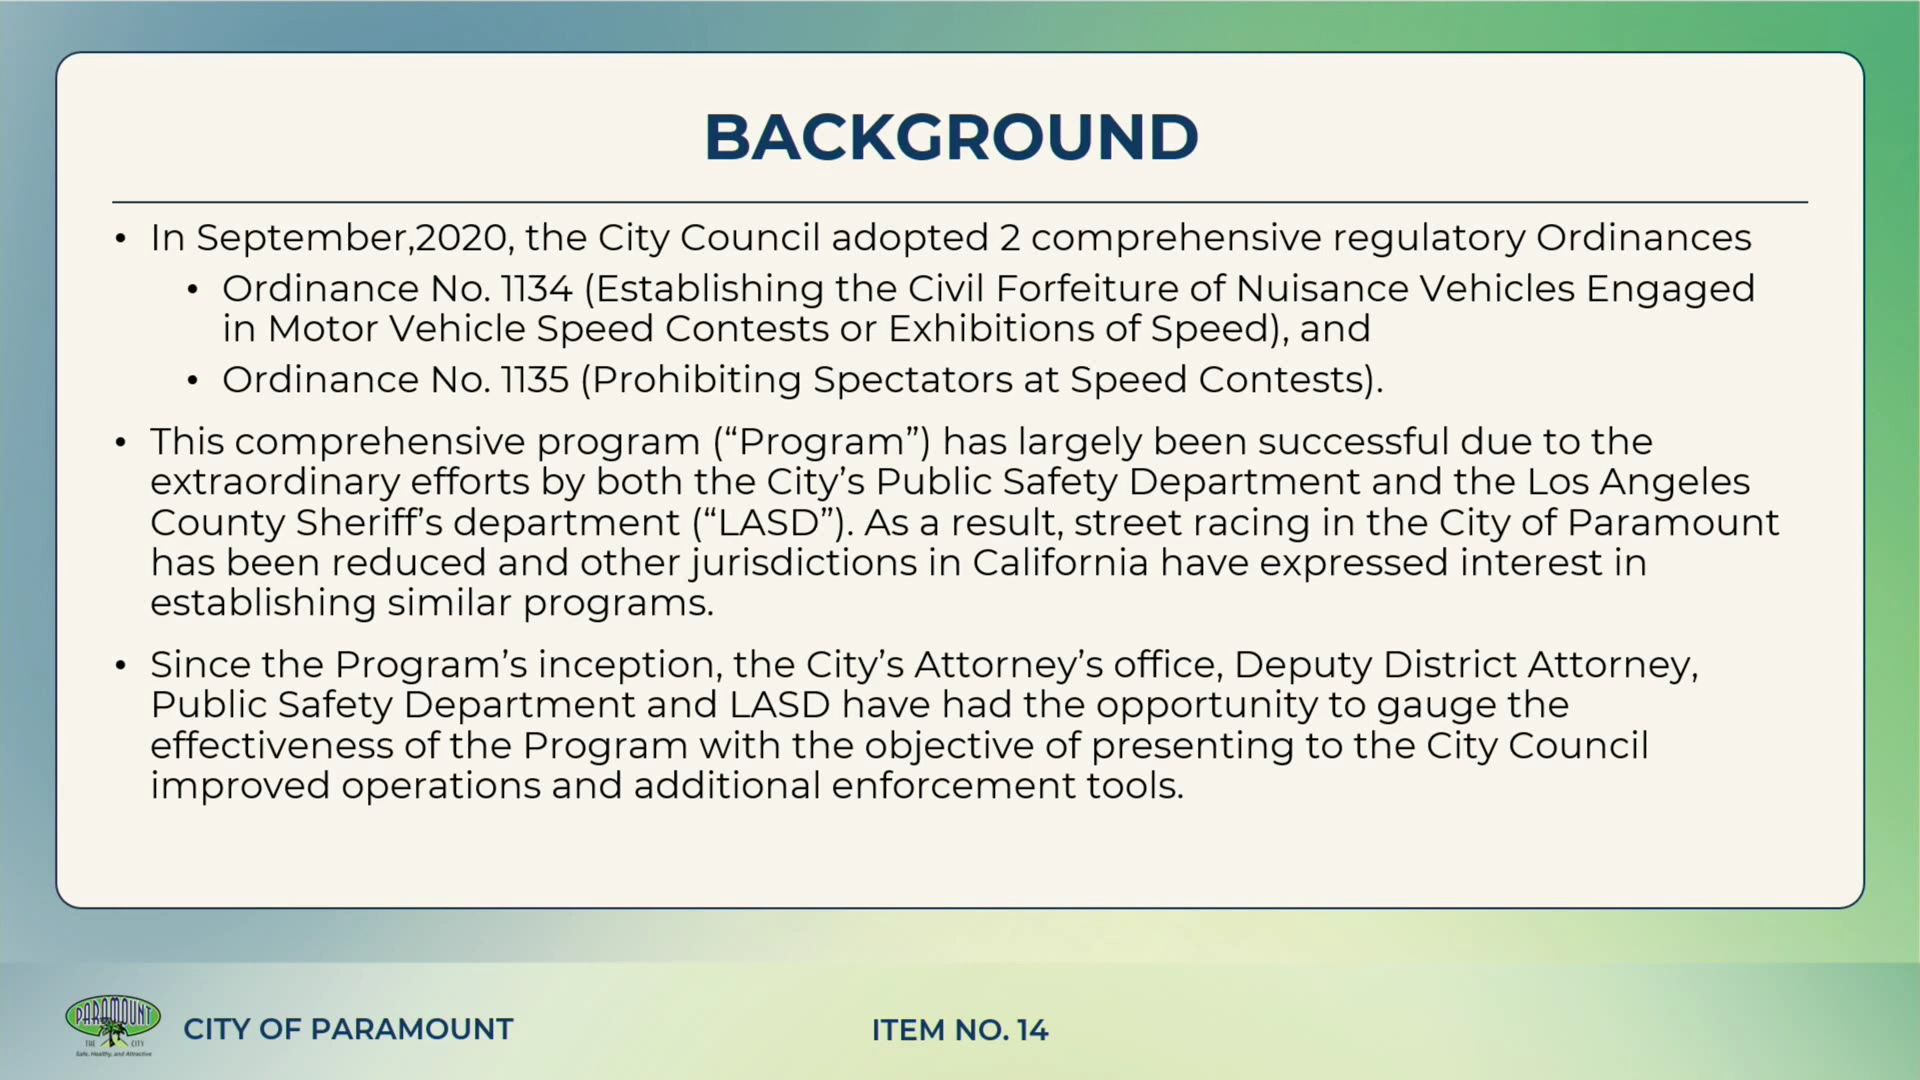 BACKGROUND
• In September,2020, the City Council adopted 2 comprehensive regulatory Ordinances
• Ordinance No. 1134 (Establishing the Civil Forfeiture of Nuisance Vehicles Engaged
in Motor Vehicle Speed Contests or Exhibitions of Speed), and
• Ordinance No. 1135 (Prohibiting Spectators at Speed Contests).
• This comprehensive program (“Program”) has largely been successful due to the
extraordinary efforts by both the City’s Public Safety Department and the Los Angeles
County Sheriff’s department (“LASD”). As a result, street racing in the City of Paramount
has been reduced and other jurisdictions in California have expressed interest in
establishing similar programs.
• Since the Program’s inception, the City’s Attorney’s office, Deputy District Attorney,
Public Safety Department and LASD have had the opportunity to gauge the
effectiveness of the Program with the objective of presenting to the City Council
improved operations and additional enforcement tools.
PARAMOUNT
THE CITY
Safe, Healthy, and Attractive
CITY OF PARAMOUNT
ITEM NO. 14